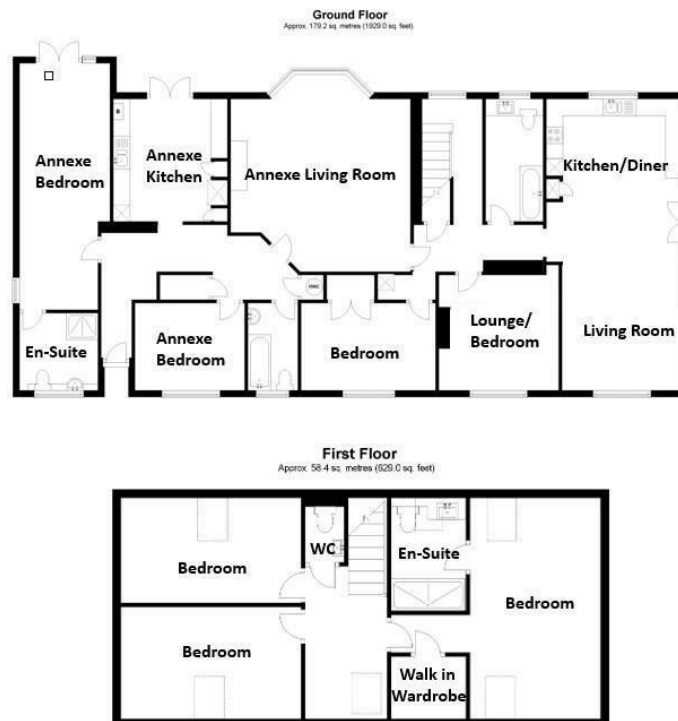 Ground Floor
Approx. 179.2 sq. metres (1929.0 sq. feet)
Annexe
Bedroom
Annexe
Kitchen
Annexe Living Room
Kitchen/Diner
En-Suite
Annexe
Bedroom
Bedroom
Lounge/
Bedroom
Living Room
First Floor
Approx. 58.4 sq. metres (629.0 sq. feet)
Bedroom
WC
En-Suite
Bedroom
Bedroom
Walk in
Wardrobe